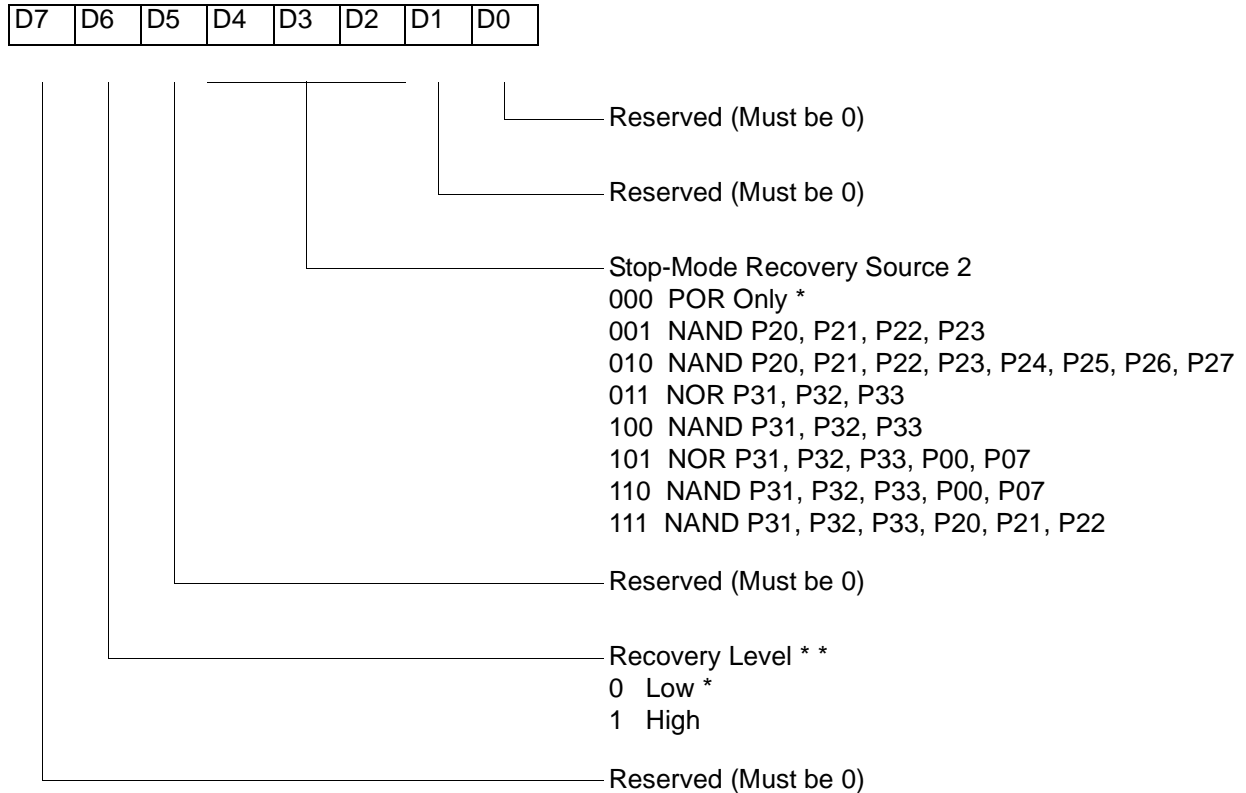 D7 D6 D5 D4 D3 D2 D1 D0
Reserved (Must be 0)
Reserved (Must be 0)
Stop-Mode Recovery Source 2
000 POR Only *
001 NAND P20, P21, P22, P23
010 NAND P20, P21, P22, P23, P24, P25, P26, P27
011 NOR P31, P32, P33
100 NAND P31, P32, P33
101 NOR P31, P32, P33, P00, P07
110 NAND P31, P32, P33, P00, P07
111 NAND P31, P32, P33, P20, P21, P22
Reserved (Must be 0)
Recovery Level * *
0 Low *
1 High
Reserved (Must be 0)